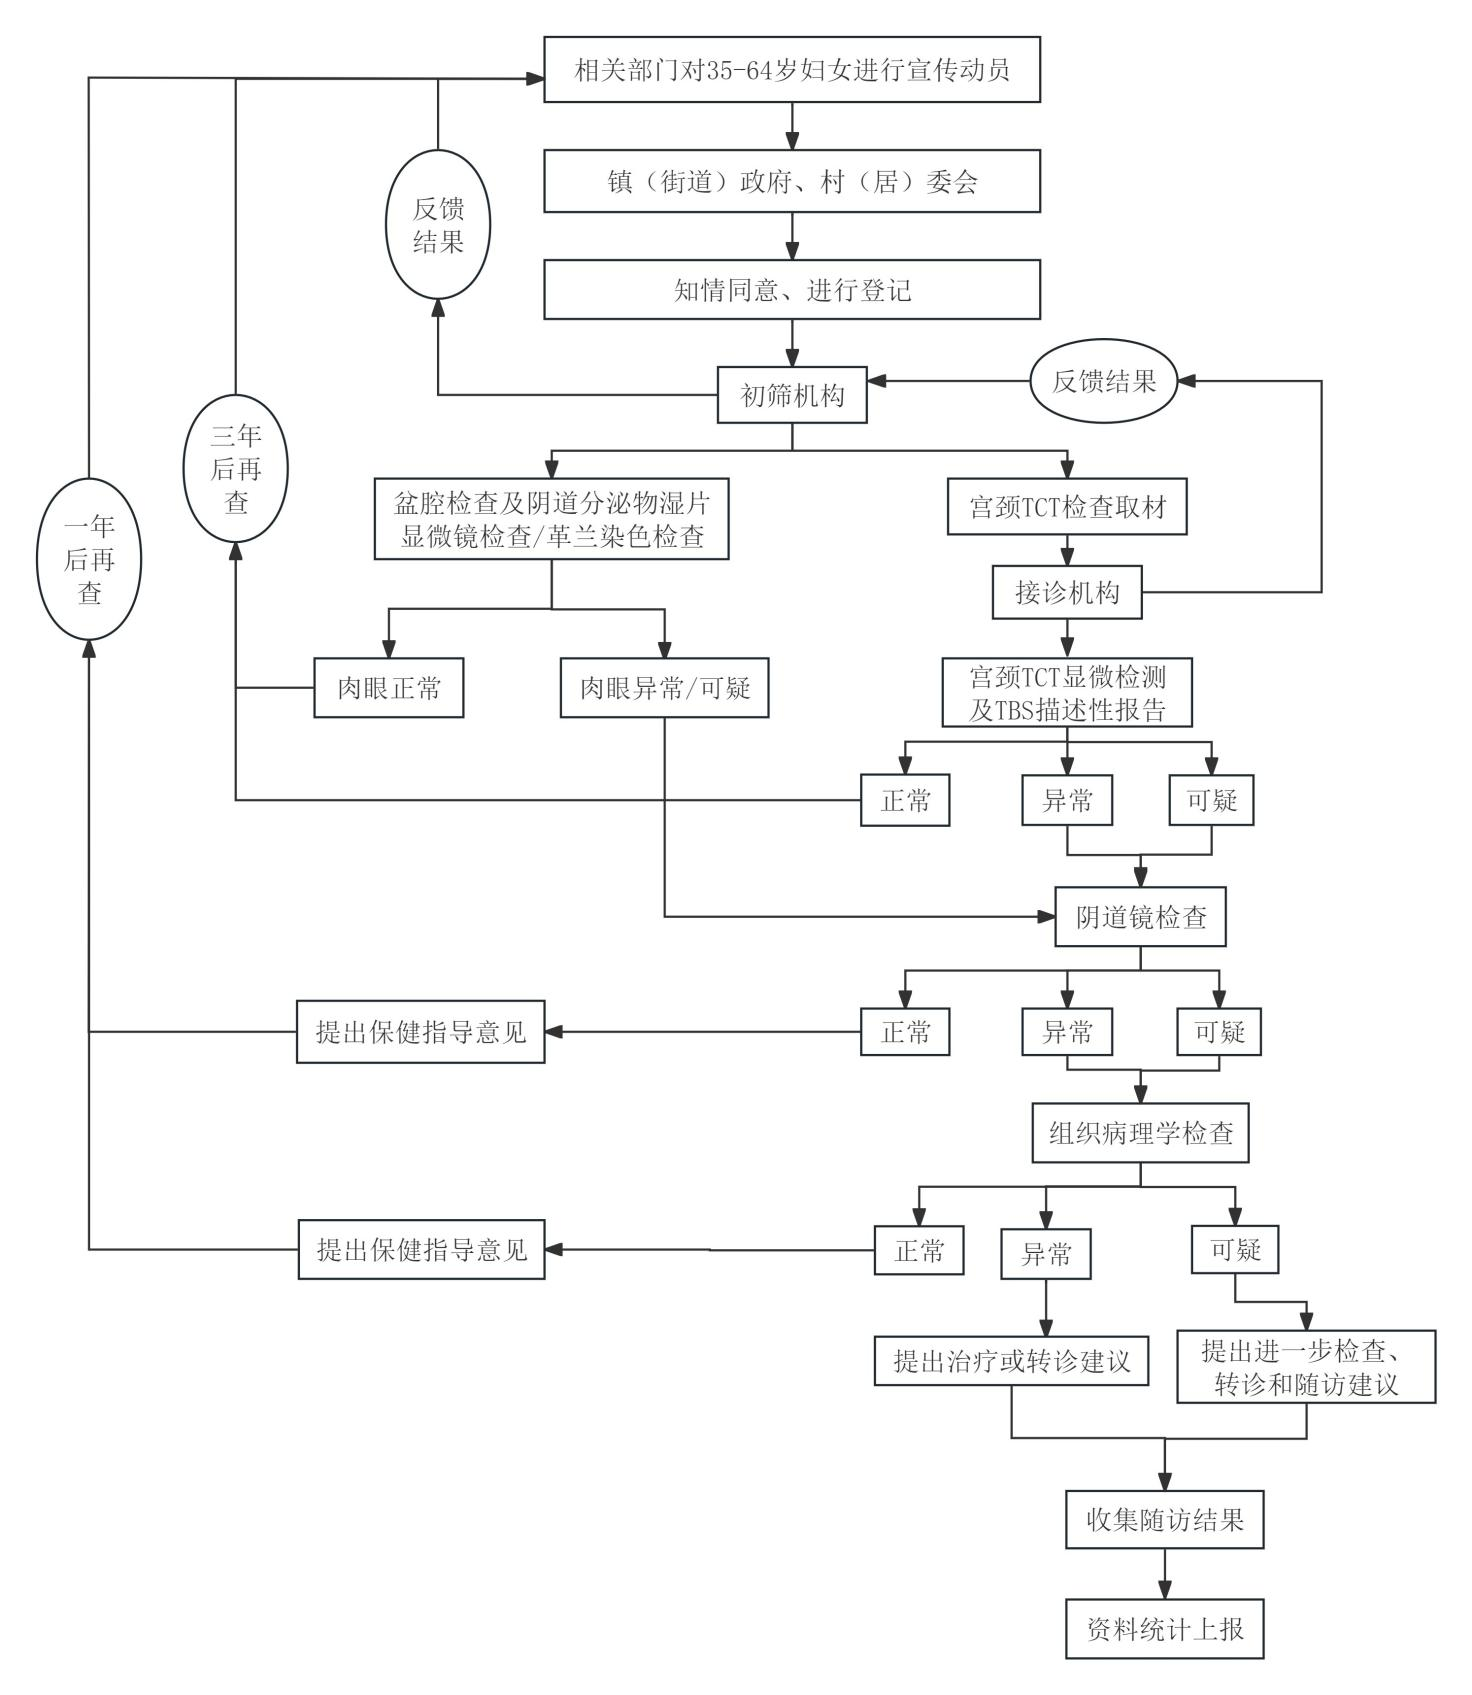 相关部门对35-64岁妇女进行宣传动员
镇（街道）政府、村（居）委会
反馈
结果
知情同意、进行登记
初筛机构
反馈结果
三年
后再
查
一年
后再
查
盆腔检查及阴道分泌物湿片
显微镜检查/革兰染色检查
宫颈TCT检查取材
接诊机构
肉眼正常
肉眼异常/可疑
宫颈TCT显微检测
及TBS描述性报告
正常
异常
可疑
阴道镜检查
提出保健指导意见
正常
异常
可疑
组织病理学检查
提出保健指导意见
正常
异常
可疑
提出治疗或转诊建议
提出进一步检查、
转诊和随访建议
收集随访结果
资料统计上报